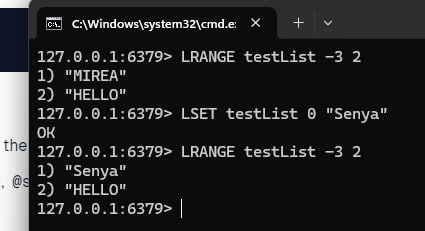 C:\Windows\system32\cmd.e
127.0.0.1:6379> LRANGE testList -3 2
1) "MIREA"
2) "HELLO"
127.0.0.1:6379> LSET testList 0 "Senya"
OK
the
127.0.0.1:6379> LRANGE testList -3 2
1) "Senya"
, @s
2) "HELLO"
127.0.0.1:6379>